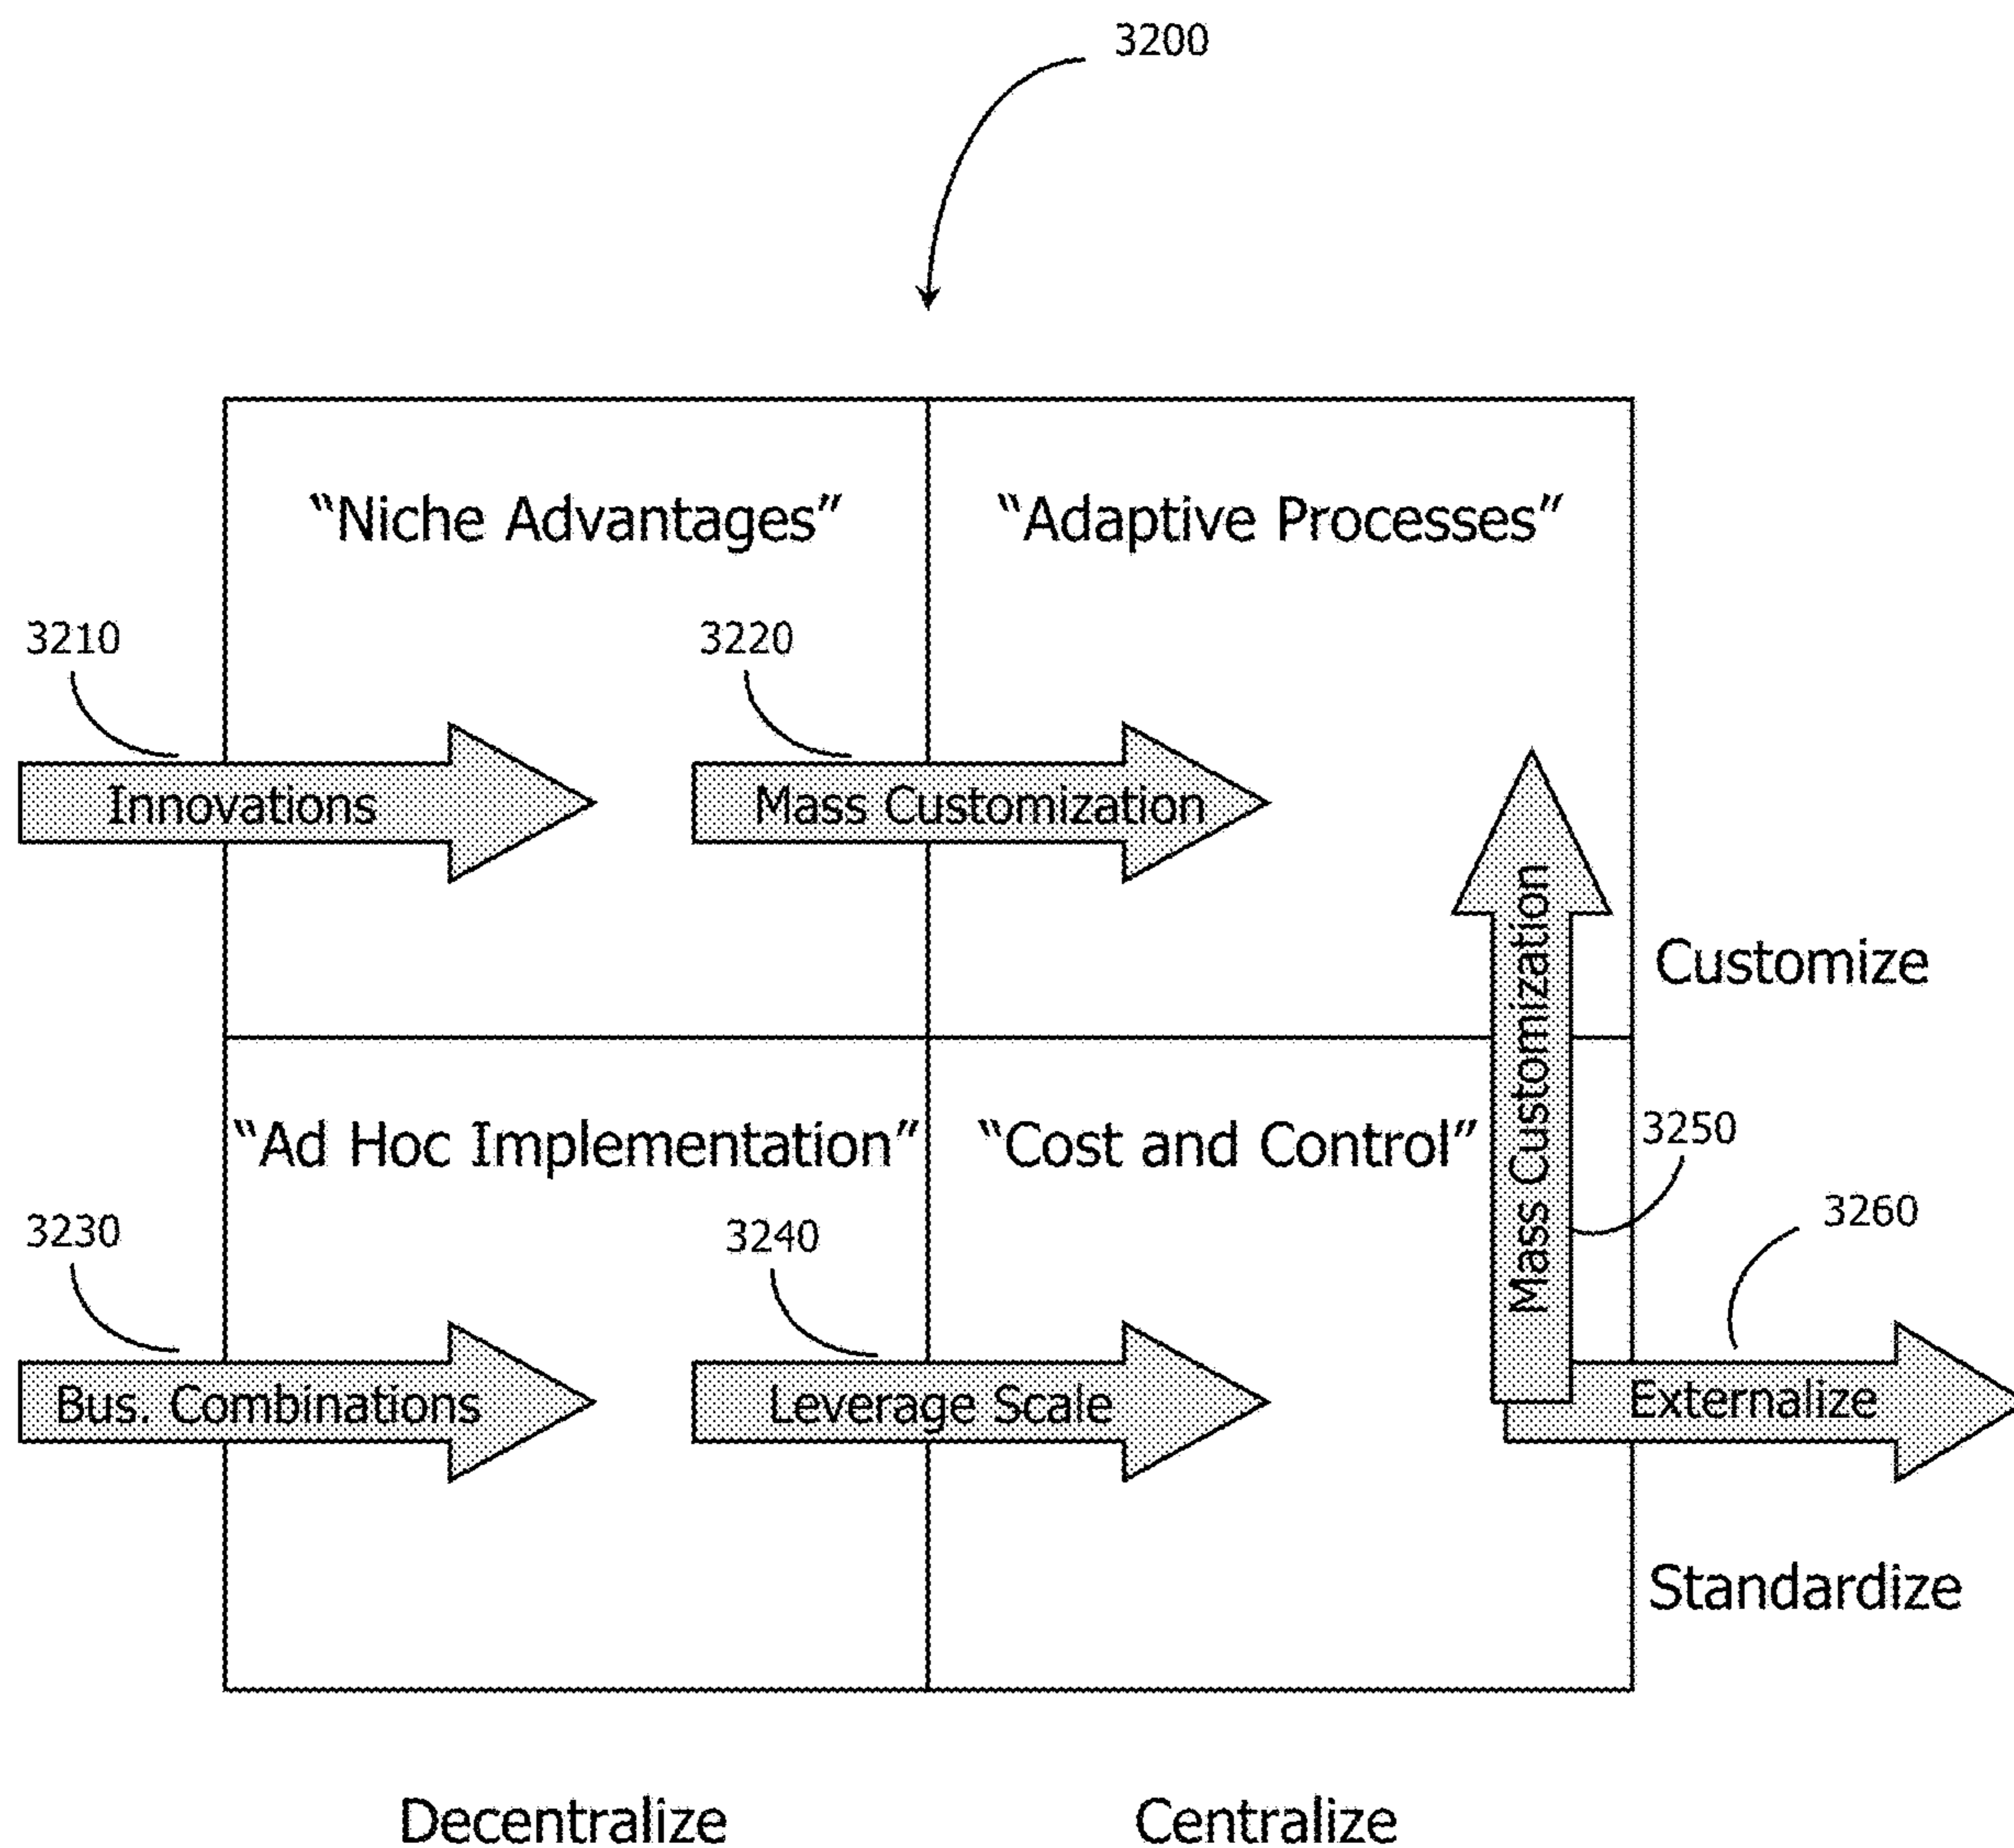 3200
“Niche Advantages”
“Adaptive Processes”
3210
3220
Innovations
Mass Customization
Mass Customization
Customize
“Ad Hoc Implementation”
“Cost and Control”
3250
3230
3240
3260
Bus. Combinations
Leverage Scale
Externalize
Standardize
Decentralize
Centralize